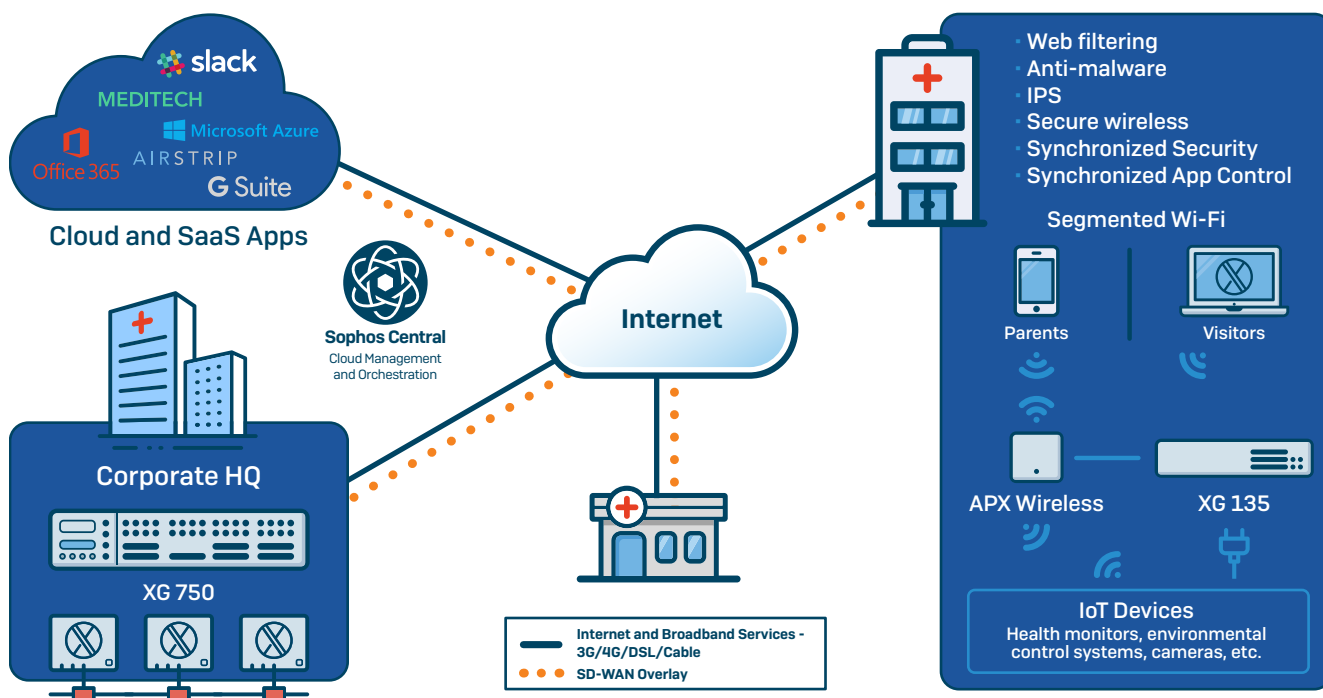 slack
MEDITECH
Microsoft Azure
Office 365
AIRSTRIP
G Suite
Cloud and SaaS Apps
Sophos Central
Cloud Management
and Orchestration
Internet
Corporate HQ
XG 750
Internet and Broadband Services -
3G/4G/DSL/Cable
SD-WAN Overlay
· Web filtering
· Anti-malware
· IPS
· Secure wireless
· Synchronized Security
· Synchronized App Control
Segmented Wi-Fi
Parents
Visitors
APX Wireless
XG 135
IoT Devices
Health monitors, environmental
control systems, cameras, etc.